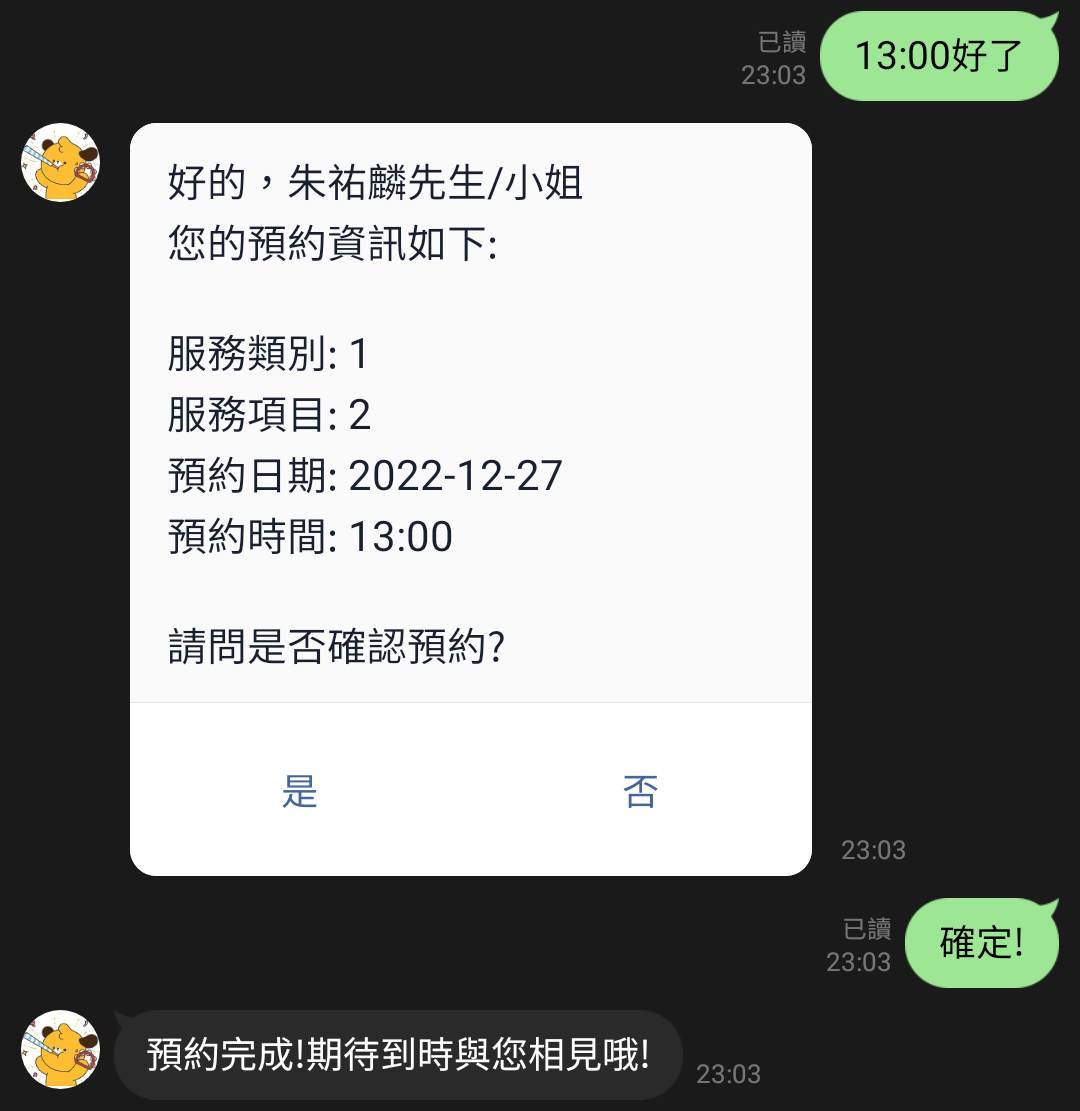 已讀
23:03
13:00好了
好的，朱祐麟先生/小姐
您的預約資訊如下:
服務類別: 1
服務項目: 2
預約日期: 2022-12-27
預約時間: 13:00
請問是否確認預約?
是
否
23:03
已讀
23:03
確定!
預約完成!期待到時與您相見哦!
23:03